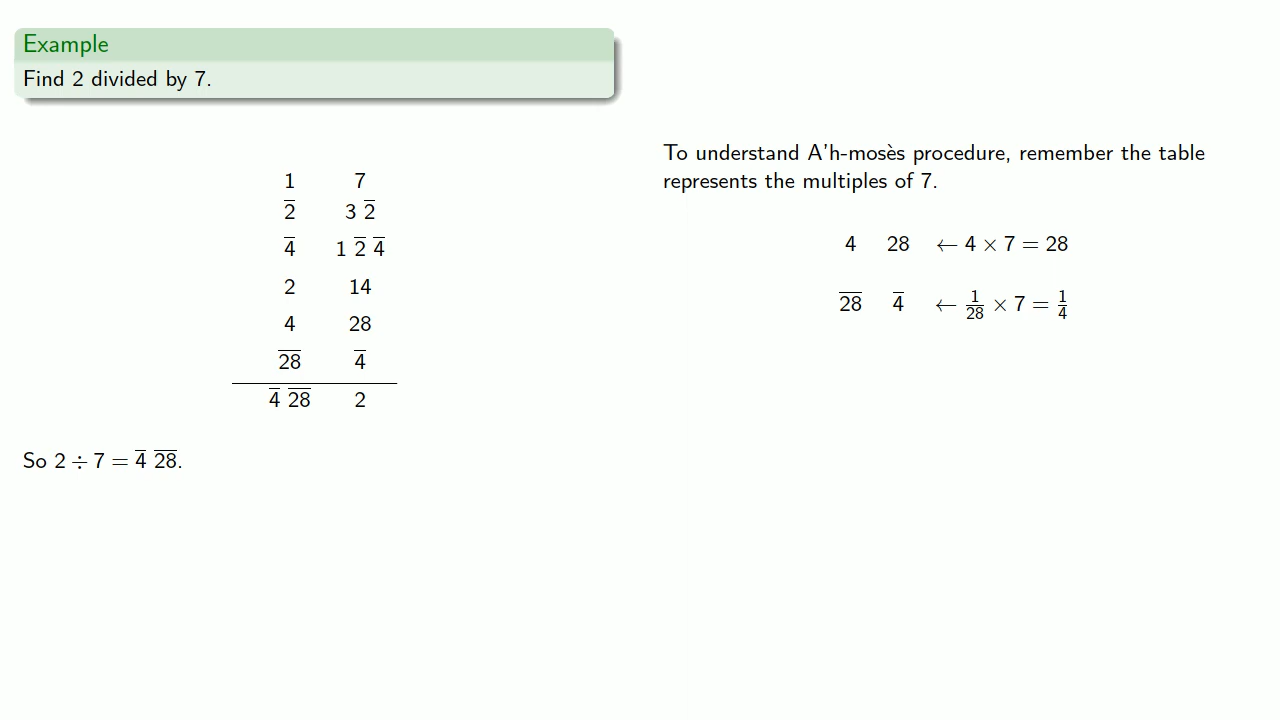 Example
Find 2 divided by 7.
1 7
2̅ 3 2̅
4̅ 1 2̅ 4̅
2 14
4 28
2̅8̅ 4̅
4̅ 2̅8̅ 2
So 2 ÷ 7 = 4̅ 2̅8̅.
To understand A'h-mosès procedure, remember the table
represents the multiples of 7.
4 28 ← 4 × 7 = 28
2̅8̅ 4̅ ← 1/28 × 7 = 1/4